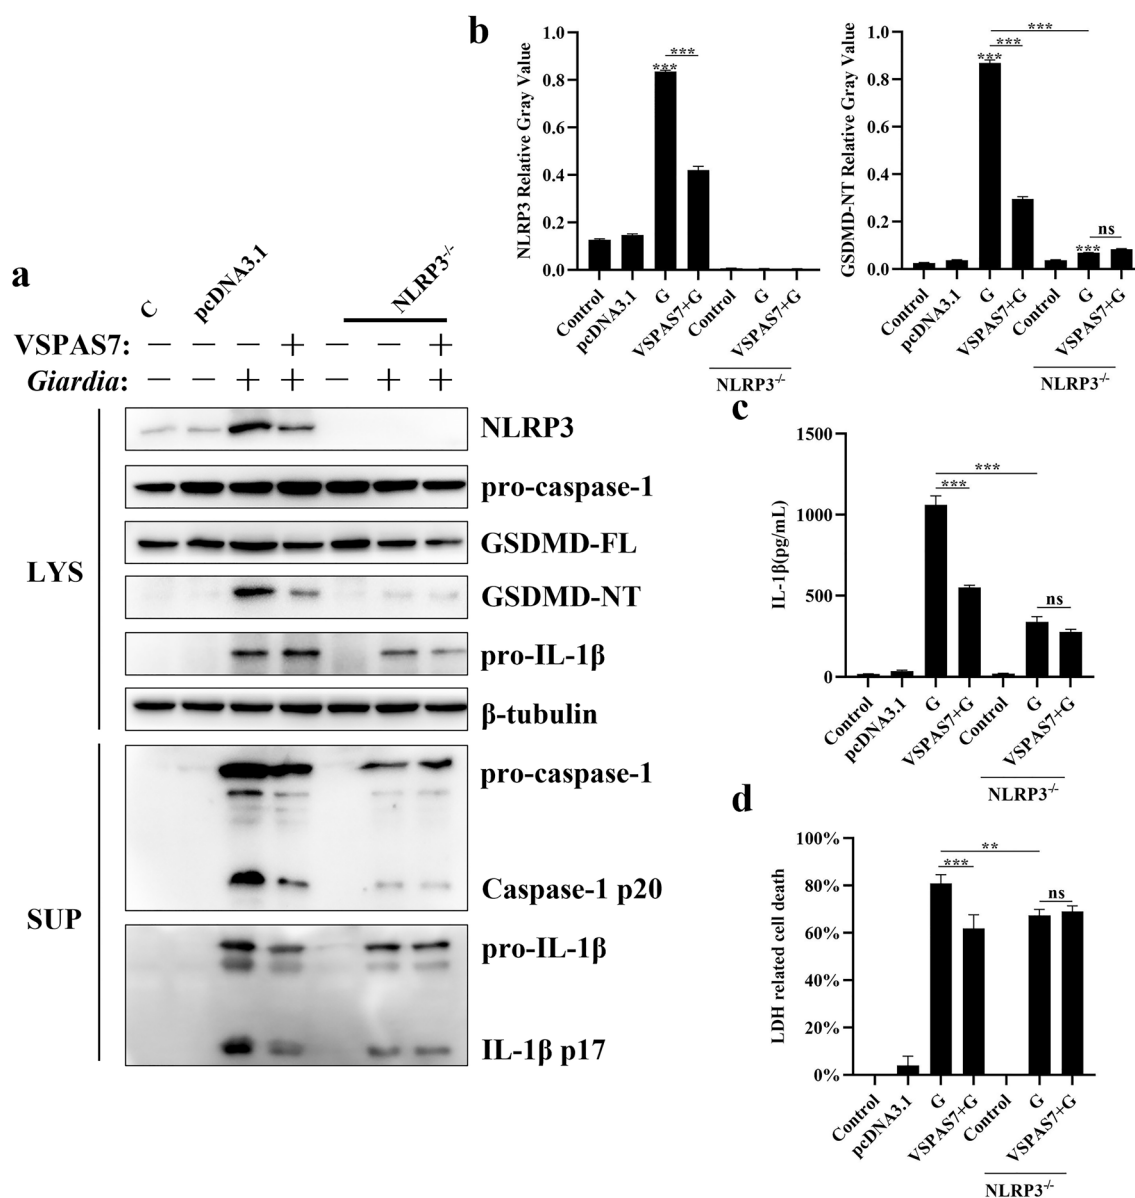 a
C
pcDNA3.1
NLRP3-/-
VSPAS7: − − − + − − +
Giardia: − − + + − + +
LYS
NLRP3
pro-caspase-1
GSDMD-FL
GSDMD-NT
pro-IL-1β
β-tubulin
SUP
pro-caspase-1
Caspase-1 p20
pro-IL-1β
IL-1β p17
b
NLRP3 Relative Gray Value
1.0
0.8
0.6
0.4
0.2
0.0
***
***
Control
pcDNA3.1
G
VSPAS7+G
Control
G
VSPAS7+G
NLRP3-/-
GSDMD-NT Relative Gray Value
1.0
0.8
0.6
0.4
0.2
0.0
***
***
***
***
ns
Control
pcDNA3.1
G
VSPAS7+G
Control
G
VSPAS7+G
NLRP3-/-
c
IL-1β(pg/mL)
1500
1000
500
0
***
***
ns
Control
pcDNA3.1
G
VSPAS7+G
Control
G
VSPAS7+G
NLRP3-/-
d
LDH related cell death
100%
80%
60%
40%
20%
0%
**
***
ns
Control
pcDNA3.1
G
VSPAS7+G
Control
G
VSPAS7+G
NLRP3-/-